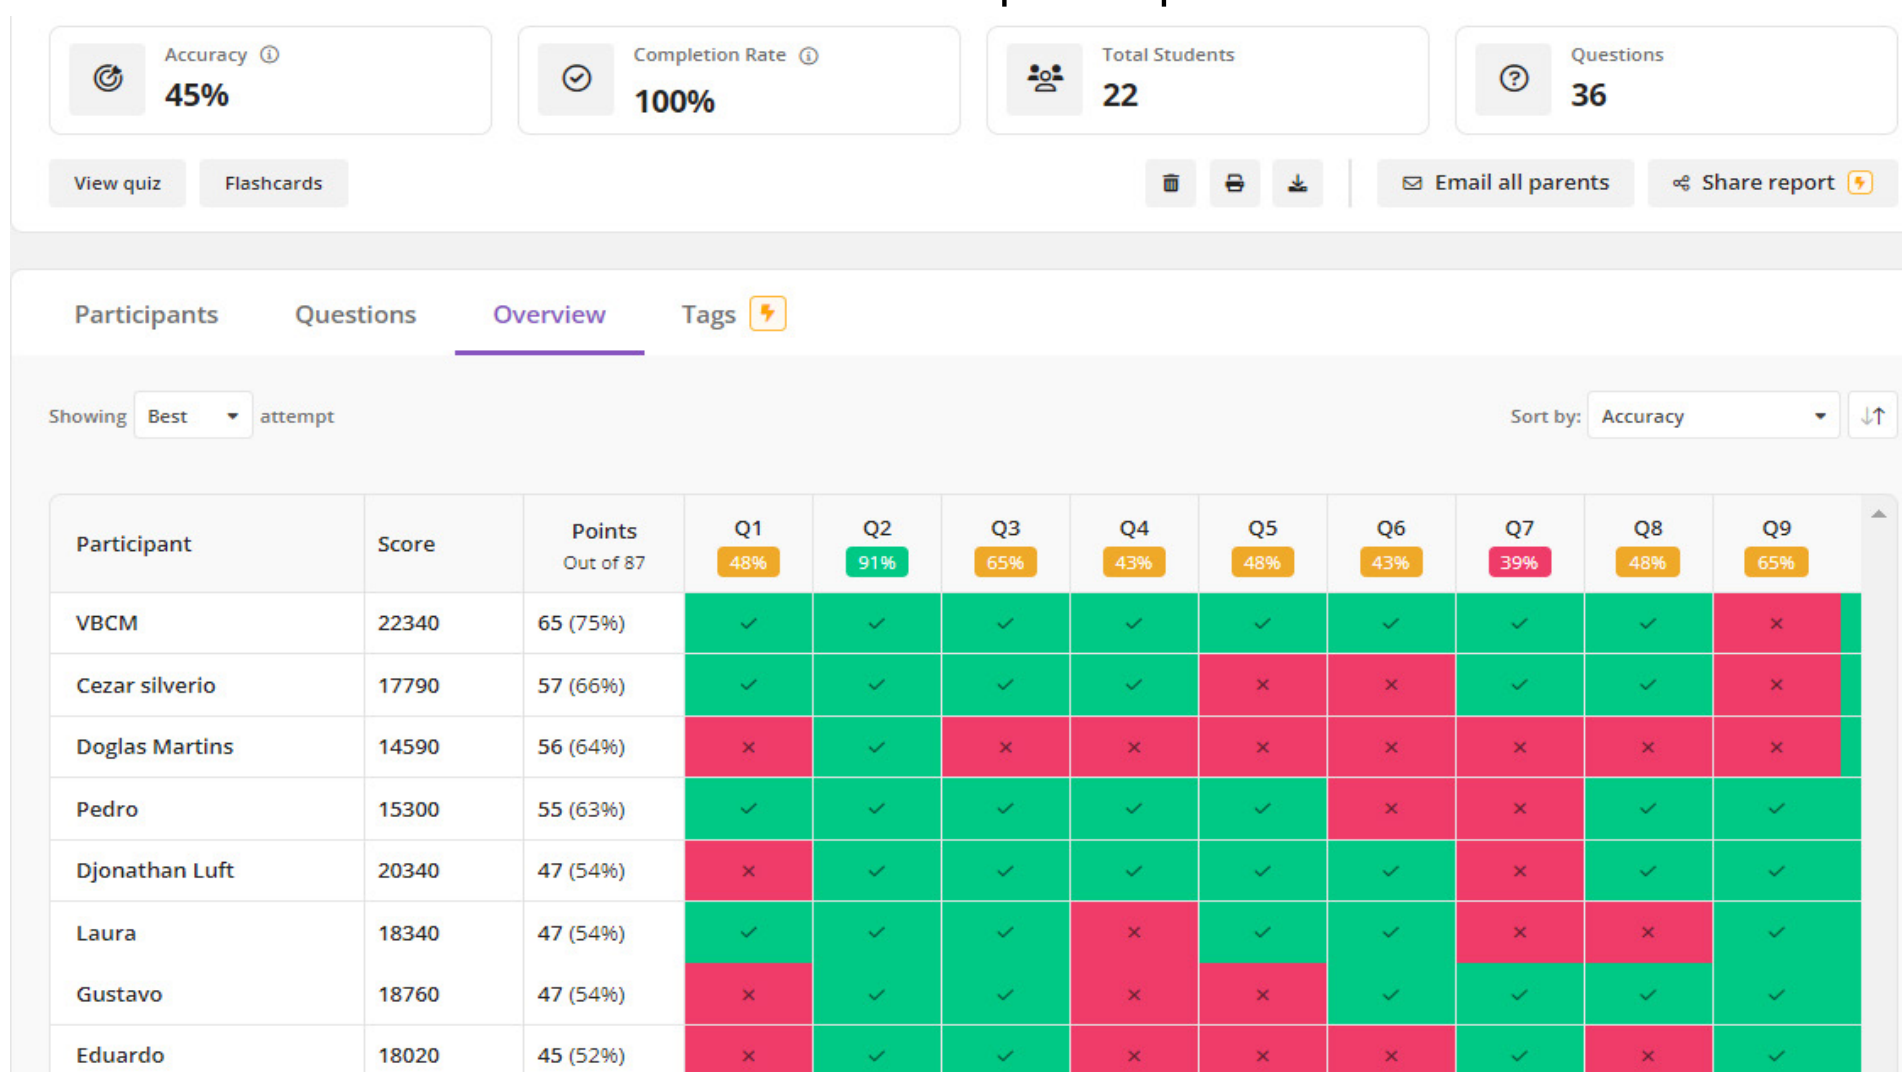 Accuracy
45%
Completion Rate
100%
Total Students
22
Questions
36
View quiz
Flashcards
Email all parents
Share report
Participants Questions Overview Tags
Showing Best attempt
Sort by: Accuracy
Participant Score Points Q1 Q2 Q3 Q4 Q5 Q6 Q7 Q8 Q9
Out of 87 48% 91% 65% 43% 48% 43% 39% 48% 65%
VBCM 22340 65 (75%)
Cezar silverio 17790 57 (66%)
Doglas Martins 14590 56 (64%)
Pedro 15300 55 (63%)
Djonathan Luft 20340 47 (54%)
Laura 18340 47 (54%)
Gustavo 18760 47 (54%)
Eduardo 18020 45 (52%)